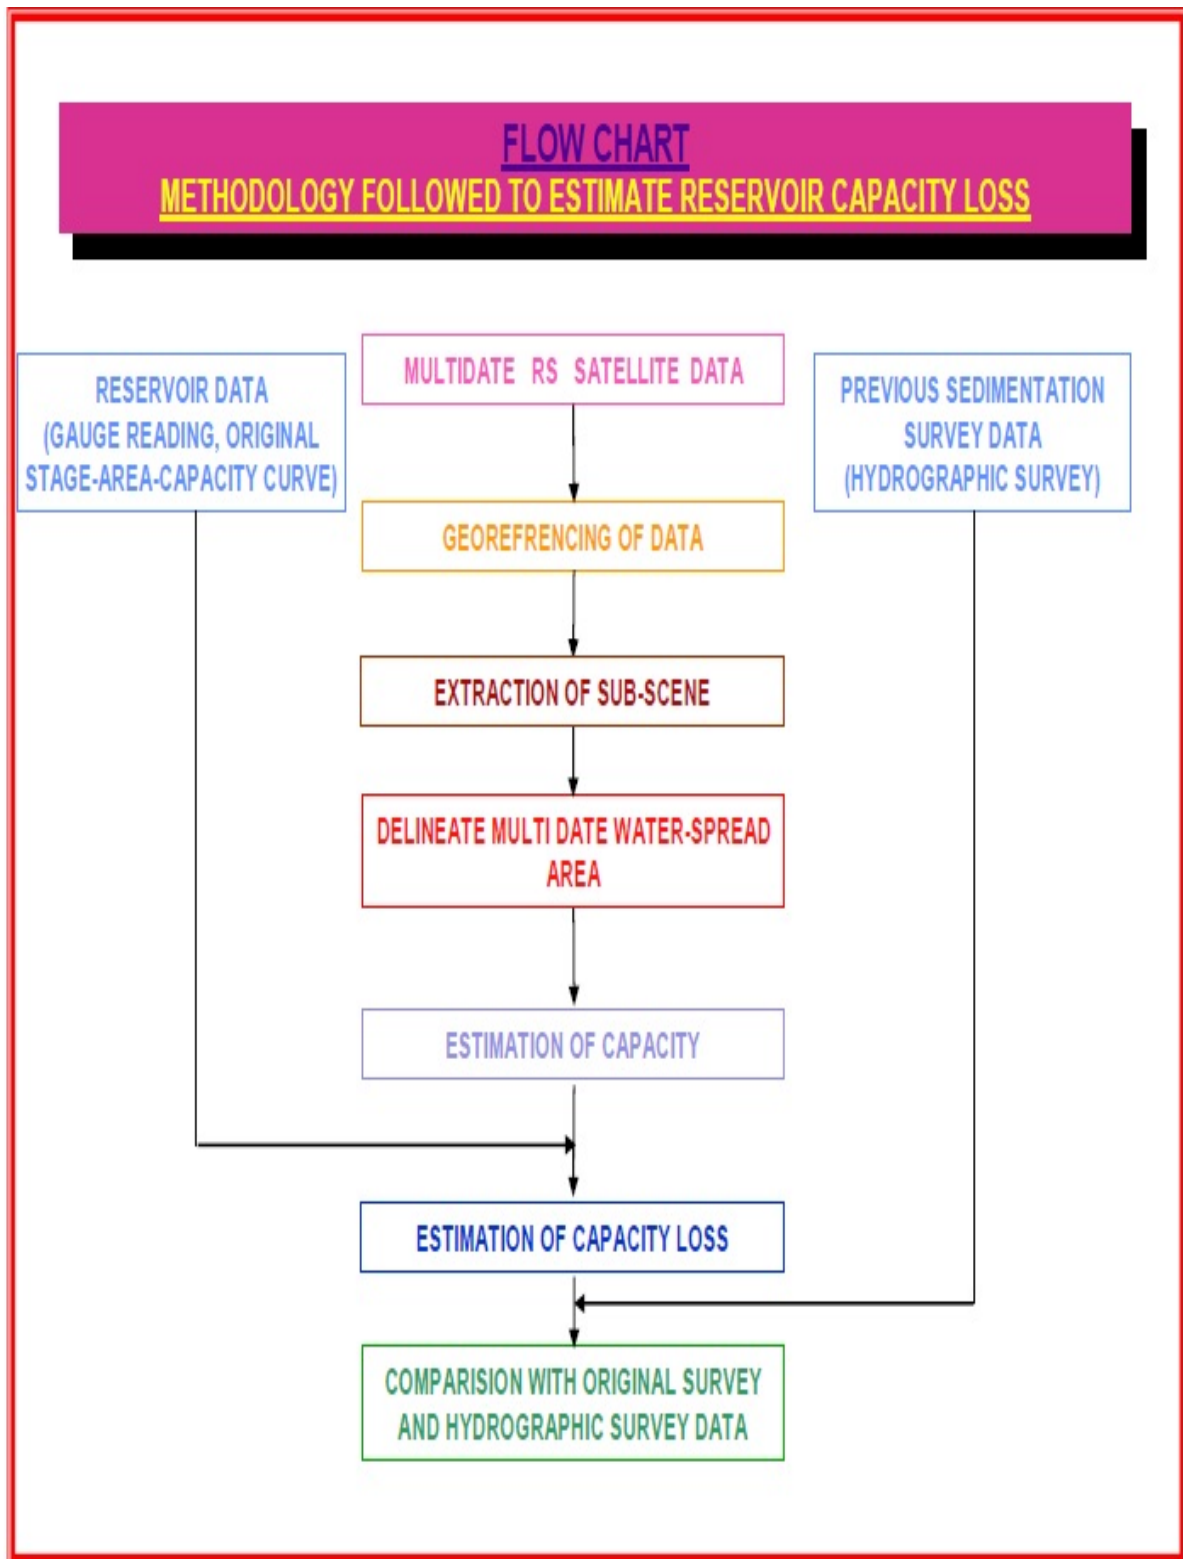 FLOW CHART
METHODOLOGY FOLLOWED TO ESTIMATE RESERVOIR CAPACITY LOSS
RESERVOIR DATA
(GAUGE READING, ORIGINAL
STAGE-AREA-CAPACITY CURVE)
MULTIDATE RS SATELLITE DATA
PREVIOUS SEDIMENTATION
SURVEY DATA
(HYDROGRAPHIC SURVEY)
GEOREFRENCING OF DATA
EXTRACTION OF SUB-SCENE
DELINEATE MULTI DATE WATER-SPREAD
AREA
ESTIMATION OF CAPACITY
ESTIMATION OF CAPACITY LOSS
COMPARISION WITH ORIGINAL SURVEY
AND HYDROGRAPHIC SURVEY DATA